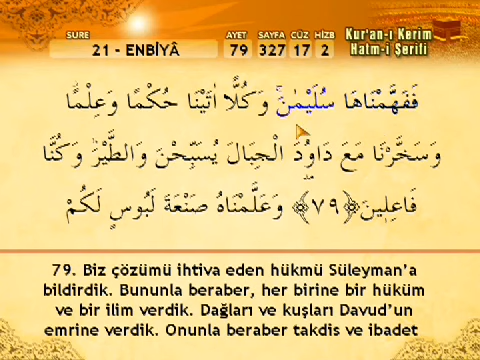 SURE AYET SAYFA CÜZ HİZB
21 - ENBİYÂ 79 327 17 2
Kur'an-ı Kerim
Hatm-i Şerifi
فَفَهَّمْنَاهَا سُلَيْمٰنَۚ وَكُلًّا اٰتَيْنَا حُكْمًا وَعِلْمًاۘ
وَسَخَّرْنَا مَعَ دَاوُ۫دَ الْجِبَالَ يُسَبِّحْنَ وَالطَّيْرَۜ وَكُنَّا
فَاعِلِينَ ﴿٧٩﴾ وَعَلَّمْنَاهُ صَنْعَةَ لَبُوسٍ لَكُمْ
79. Biz çözümü ihtiva eden hükmü Süleyman’a
bildirdik. Bununla beraber, her birine bir hüküm
ve bir ilim verdik. Dağları ve kuşları Davud’un
emrine verdik. Onunla beraber takdis ve ibadet